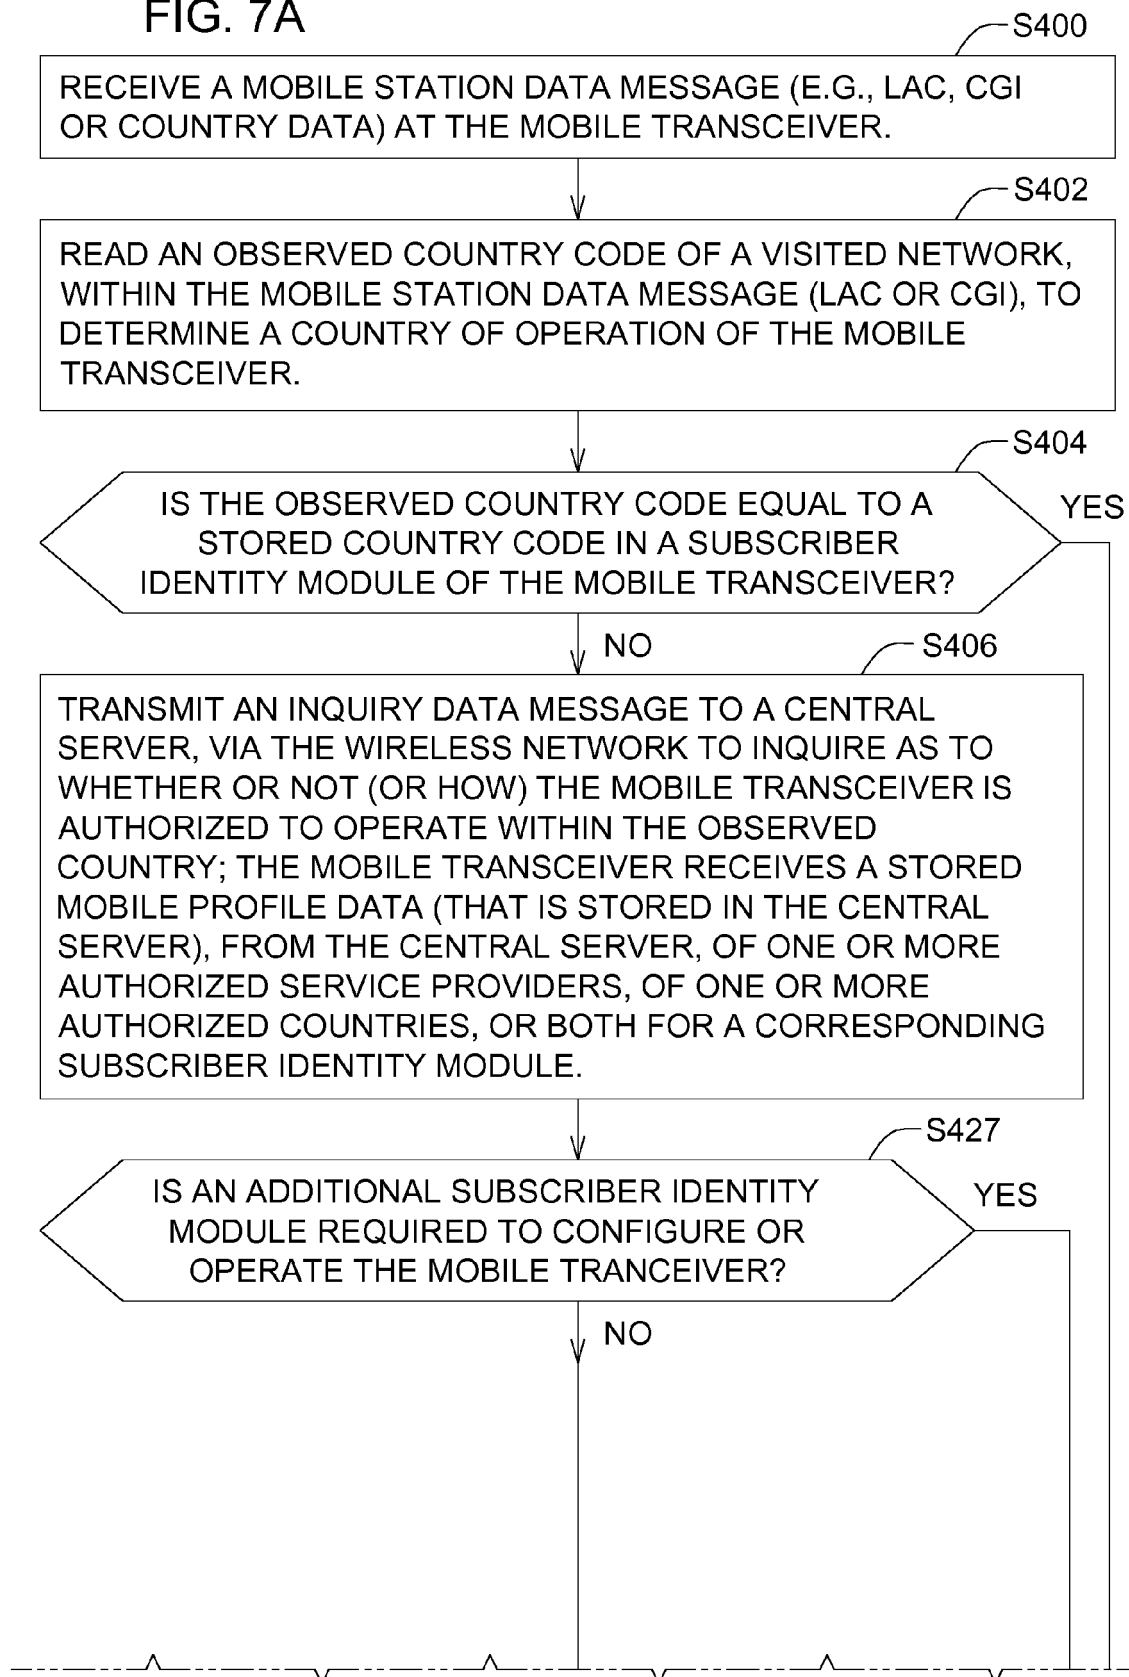 FIG. 7A
S400
RECEIVE A MOBILE STATION DATA MESSAGE (E.G., LAC, CGI
OR COUNTRY DATA) AT THE MOBILE TRANSCEIVER.
S402
READ AN OBSERVED COUNTRY CODE OF A VISITED NETWORK,
WITHIN THE MOBILE STATION DATA MESSAGE (LAC OR CGI), TO
DETERMINE A COUNTRY OF OPERATION OF THE MOBILE
TRANSCEIVER.
S404
IS THE OBSERVED COUNTRY CODE EQUAL TO A
STORED COUNTRY CODE IN A SUBSCRIBER
IDENTITY MODULE OF THE MOBILE TRANSCEIVER?
YES
NO
S406
TRANSMIT AN INQUIRY DATA MESSAGE TO A CENTRAL
SERVER, VIA THE WIRELESS NETWORK TO INQUIRE AS TO
WHETHER OR NOT (OR HOW) THE MOBILE TRANSCEIVER IS
AUTHORIZED TO OPERATE WITHIN THE OBSERVED
COUNTRY; THE MOBILE TRANSCEIVER RECEIVES A STORED
MOBILE PROFILE DATA (THAT IS STORED IN THE CENTRAL
SERVER), FROM THE CENTRAL SERVER, OF ONE OR MORE
AUTHORIZED SERVICE PROVIDERS, OF ONE OR MORE
AUTHORIZED COUNTRIES, OR BOTH FOR A CORRESPONDING
SUBSCRIBER IDENTITY MODULE.
S427
IS AN ADDITIONAL SUBSCRIBER IDENTITY
MODULE REQUIRED TO CONFIGURE OR
OPERATE THE MOBILE TRANCEIVER?
YES
NO